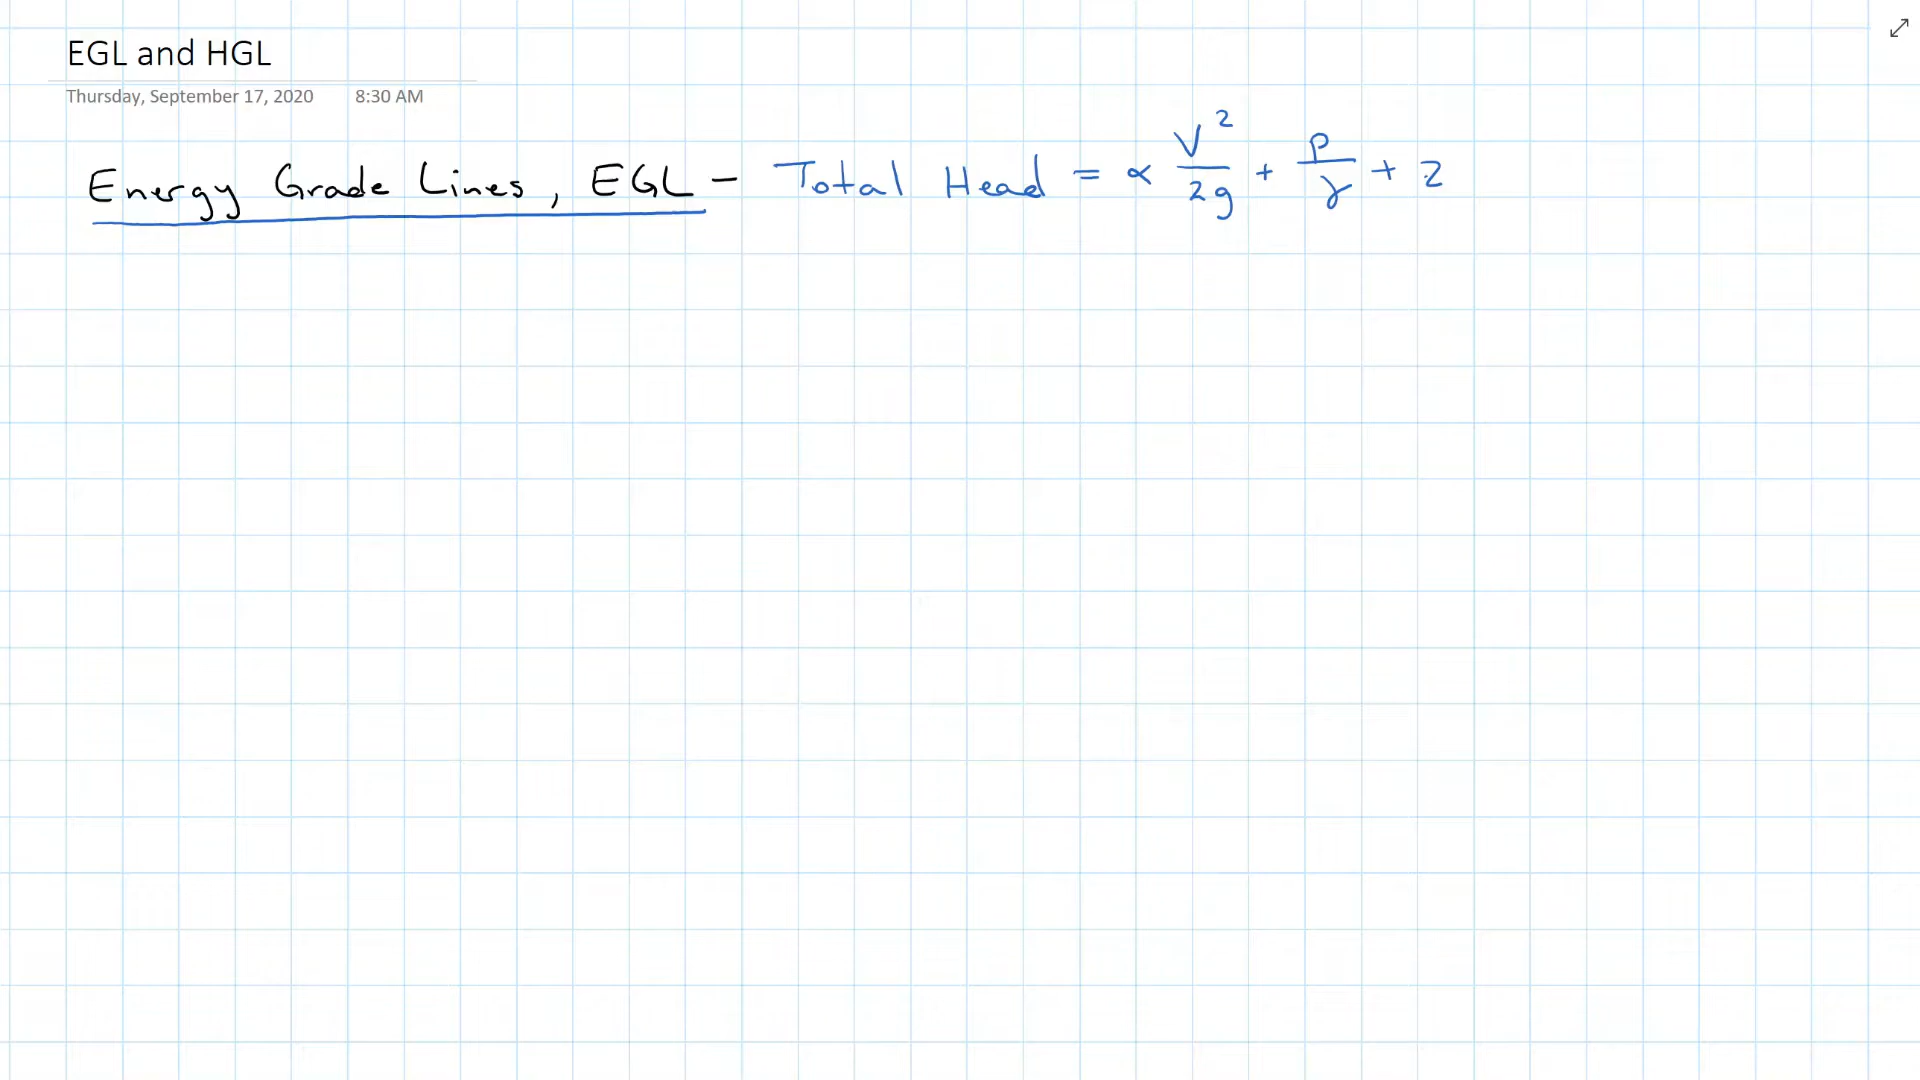 EGL and HGL
Thursday, September 17, 2020 8:30 AM
Energy Grade Lines, EGL - Total Head = α V²/2g + p/γ + z